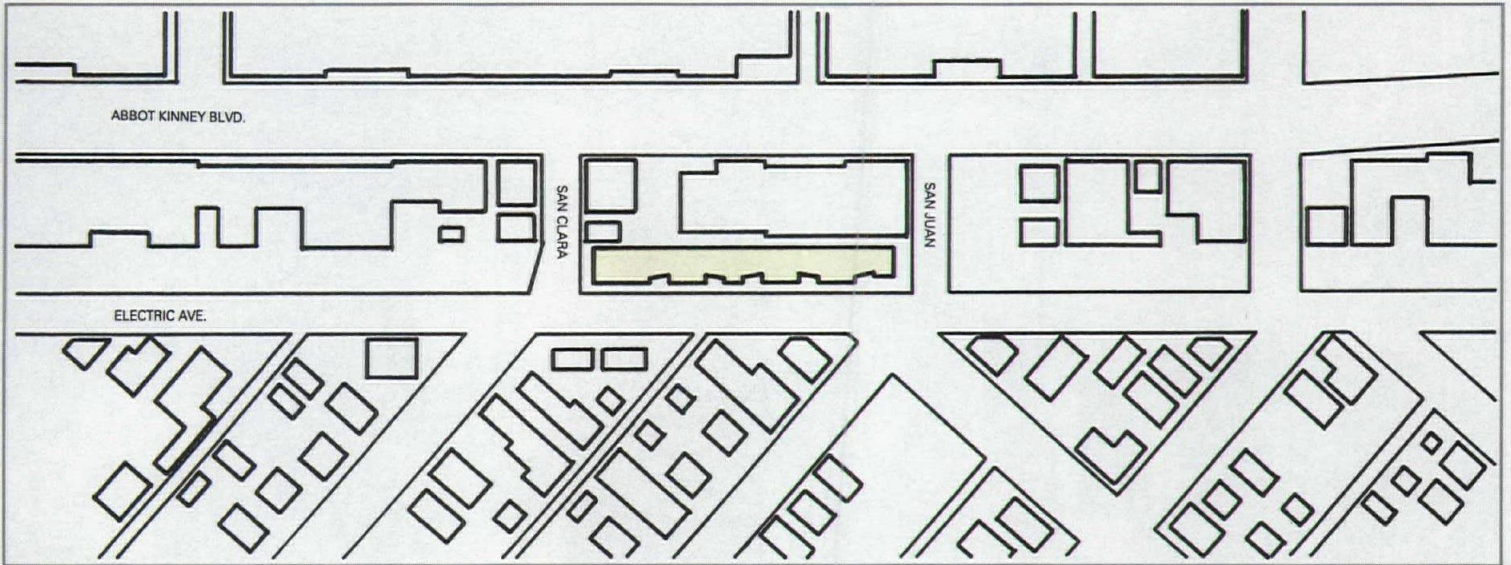 ABBOT KINNEY BLVD.
SAN CLARA
SAN JUAN
ELECTRIC AVE.